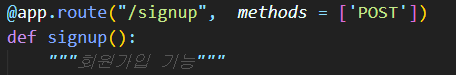 @app.route("/signup",  methods = ['POST'])
def signup():
    """회원가입 기능"""